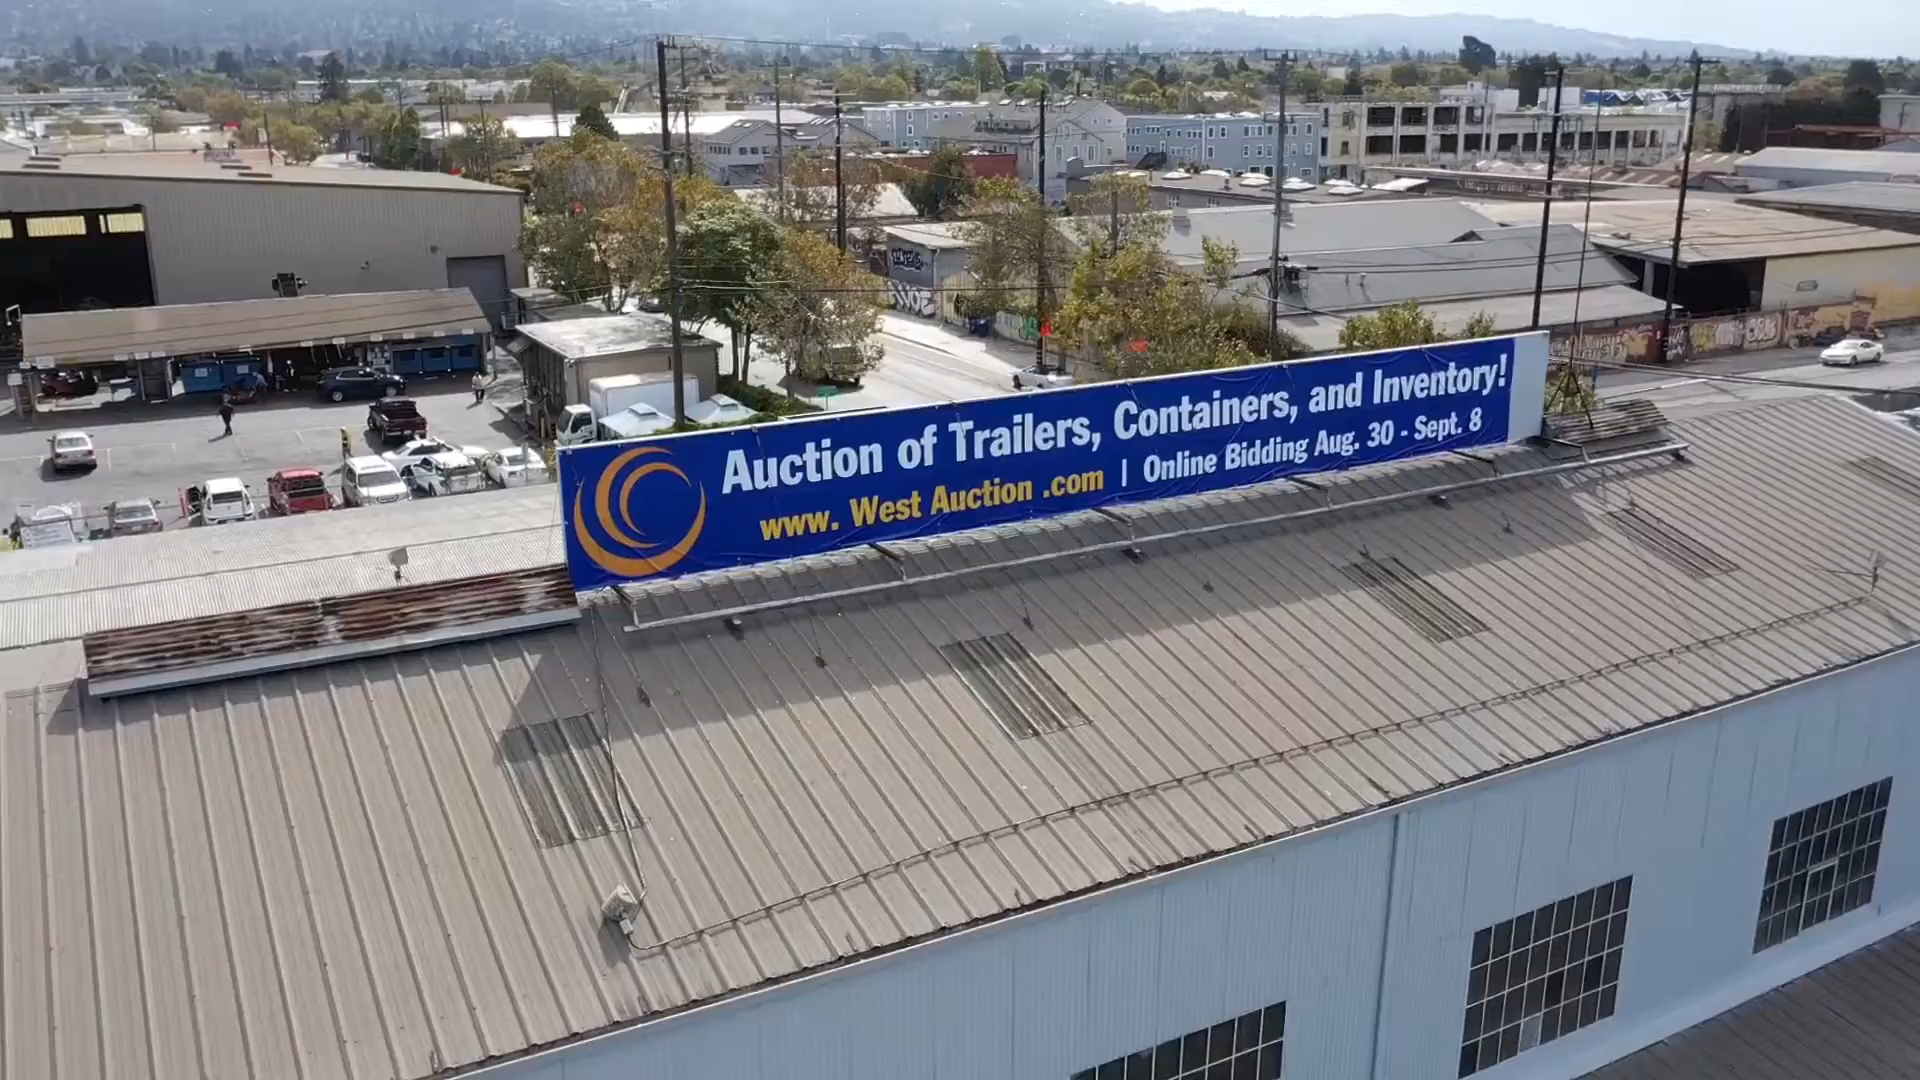 Auction of Trailers, Containers, and Inventory!
www. West Auction .com | Online Bidding Aug. 30 - Sept. 8